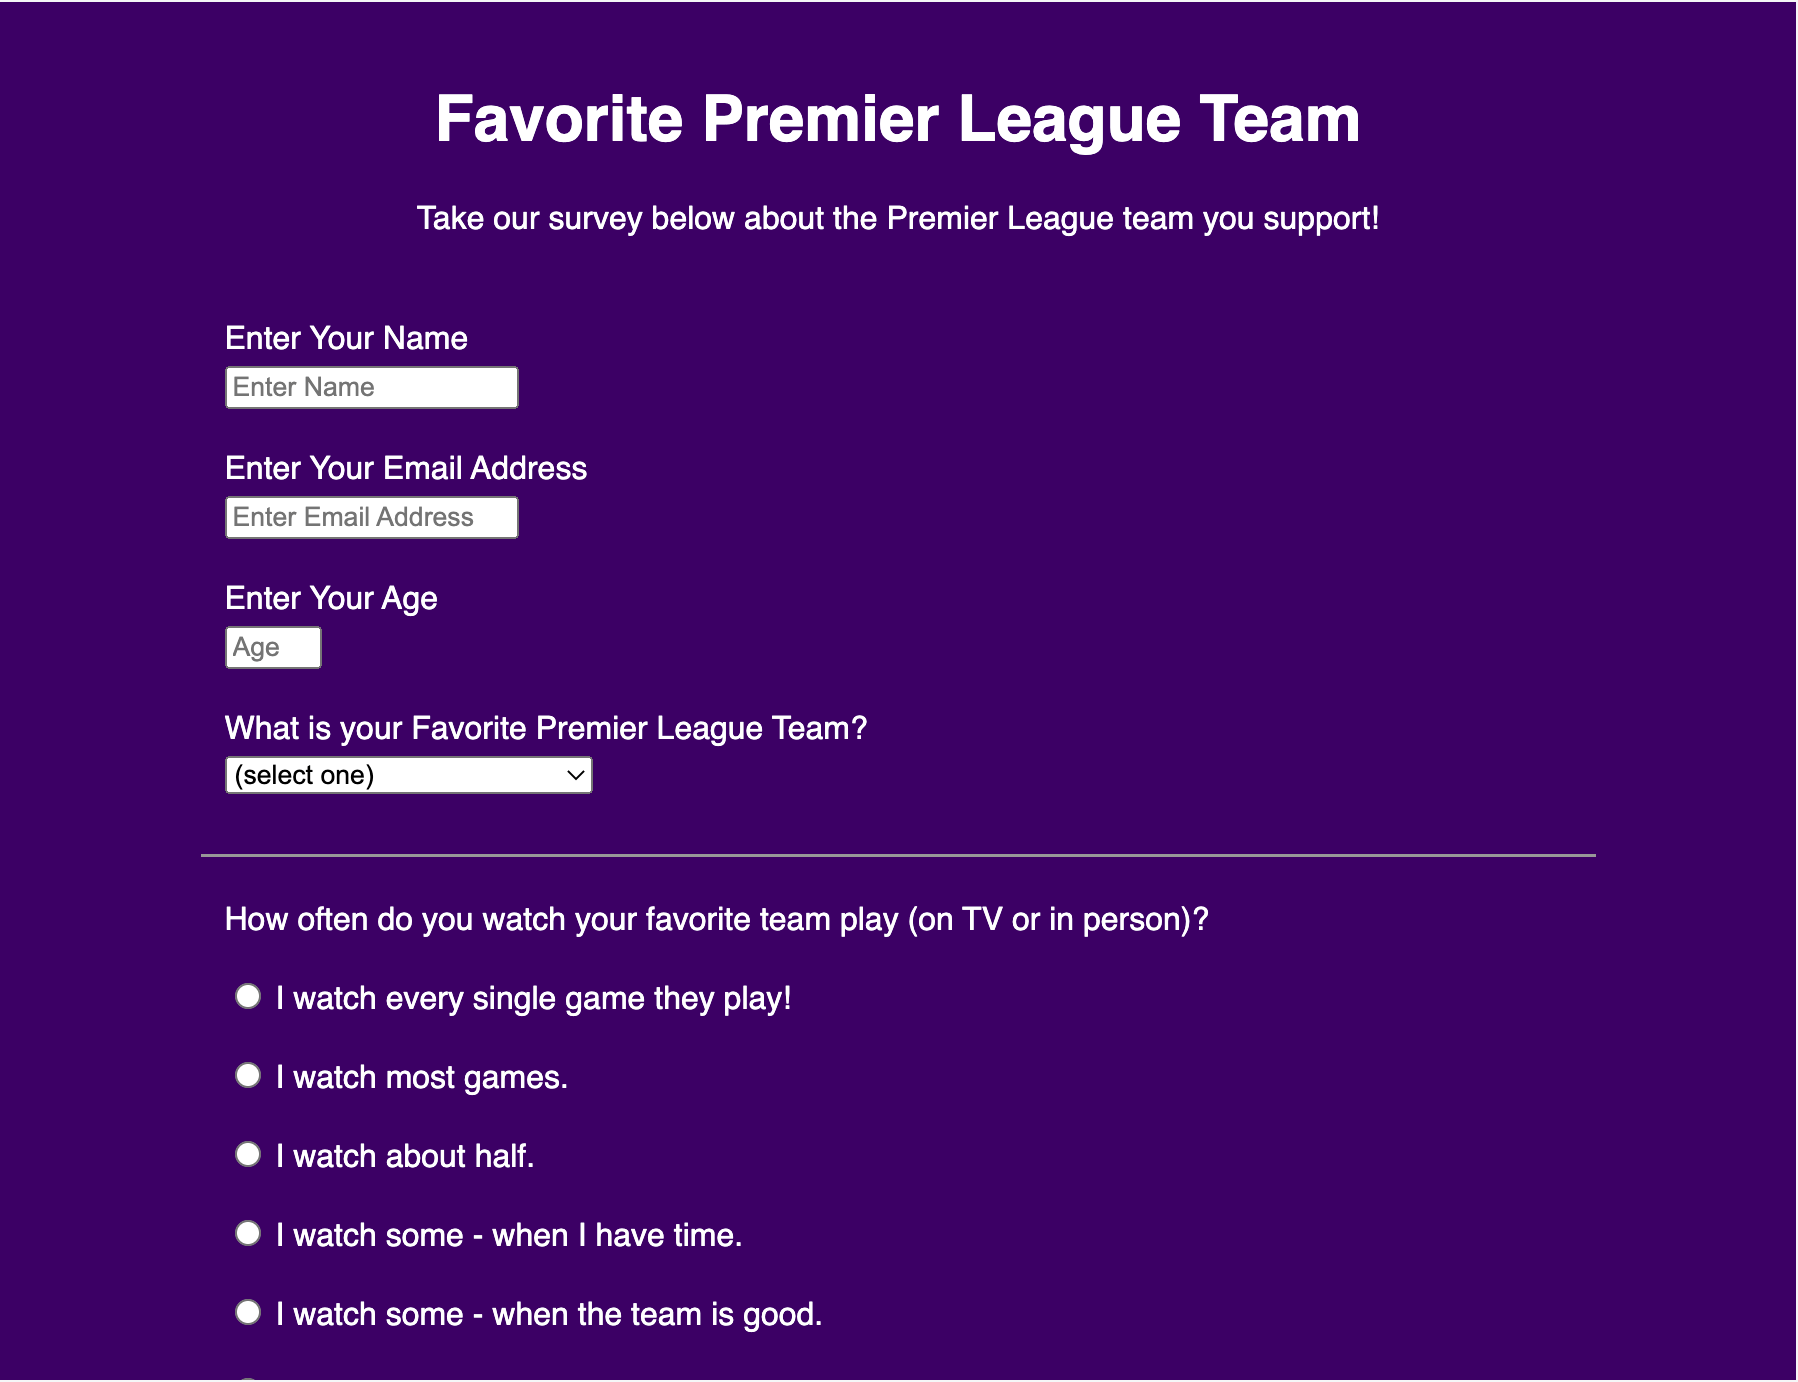 Favorite Premier League Team
Take our survey below about the Premier League team you support!
Enter Your Name
Enter Name
Enter Your Email Address
Enter Email Address
Enter Your Age
Age
What is your Favorite Premier League Team?
(select one)
How often do you watch your favorite team play (on TV or in person)?
I watch every single game they play!
I watch most games.
I watch about half.
I watch some - when I have time.
I watch some - when the team is good.